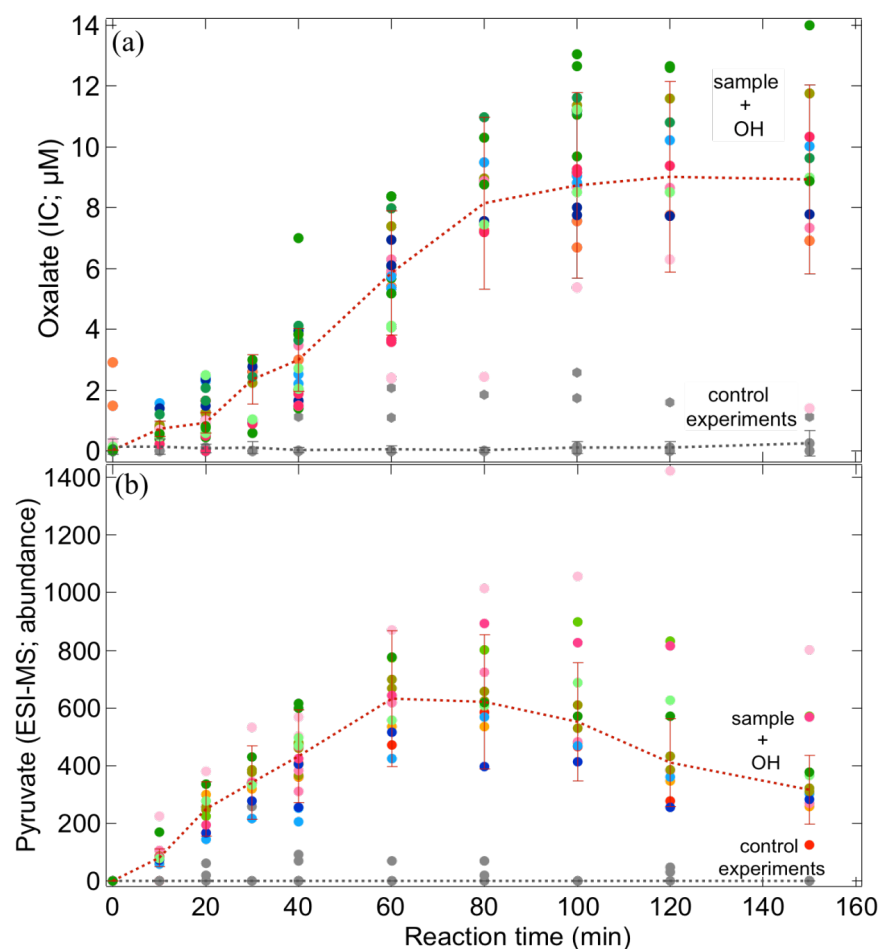 (a)
14
12
10
8
6
4
2
0
Oxalate (IC; µM)
sample
+
OH
control
experiments
(b)
1400
1200
1000
800
600
400
200
0
Pyruvate (ESI-MS; abundance)
sample
+
OH
control
experiments
0 20 40 60 80 100 120 140 160
Reaction time (min)